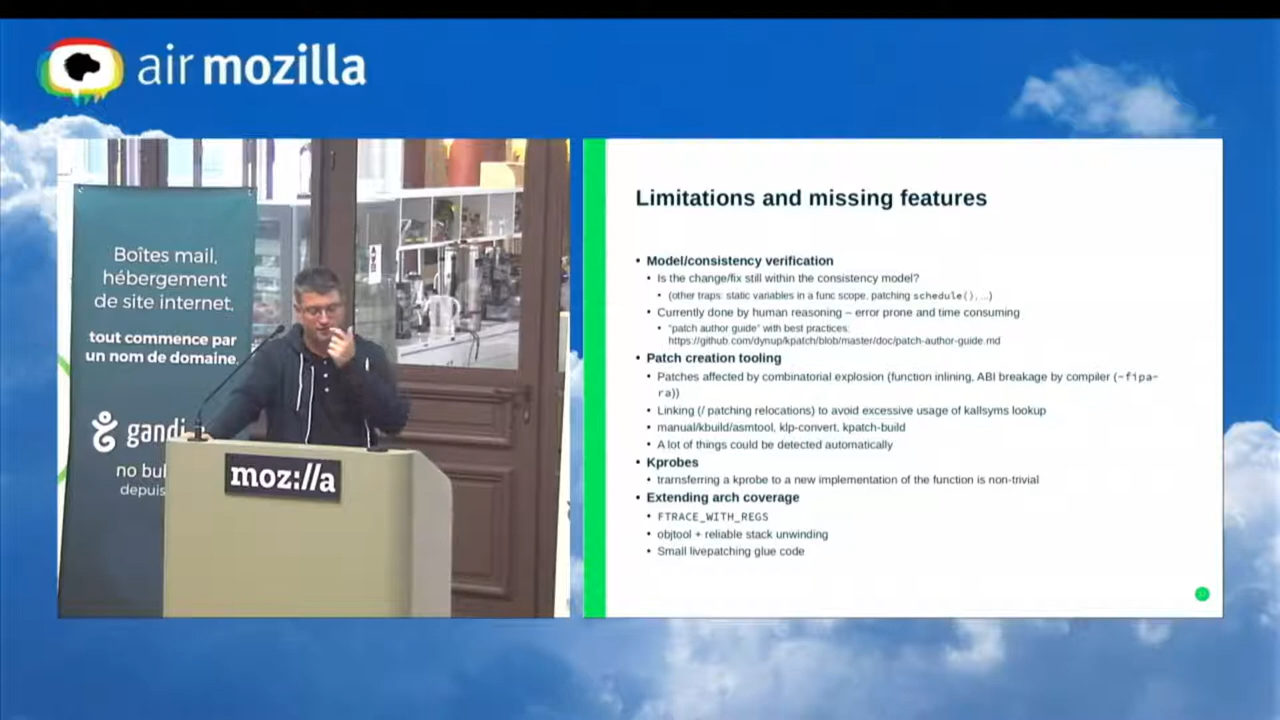 air mozilla
Boîtes mail,
hébergement
de site internet,
tout commence par
un nom de domaine.
gandi
no bul
depuis
moz://a
Limitations and missing features
• Model/consistency verification
• Is the change/fix still within the consistency model?
• (other traps: static variables in a func scope, patching schedule(), ...)
• Currently done by human reasoning – error prone and time consuming
• "patch author guide" with best practices:
https://github.com/dynup/kpatch/blob/master/doc/patch-author-guide.md
• Patch creation tooling
• Patches affected by combinatorial explosion (function inlining, ABI breakage by compiler (-fipa-
ra))
• Linking (/ patching relocations) to avoid excessive usage of kallsyms lookup
• manual/kbuild/asmtool, klp-convert, kpatch-build
• A lot of things could be detected automatically
• Kprobes
• trarnsferring a kprobe to a new implementation of the function is non-trivial
• Extending arch coverage
• FTRACE_WITH_REGS
• objtool + reliable stack unwinding
• Small livepatching glue code